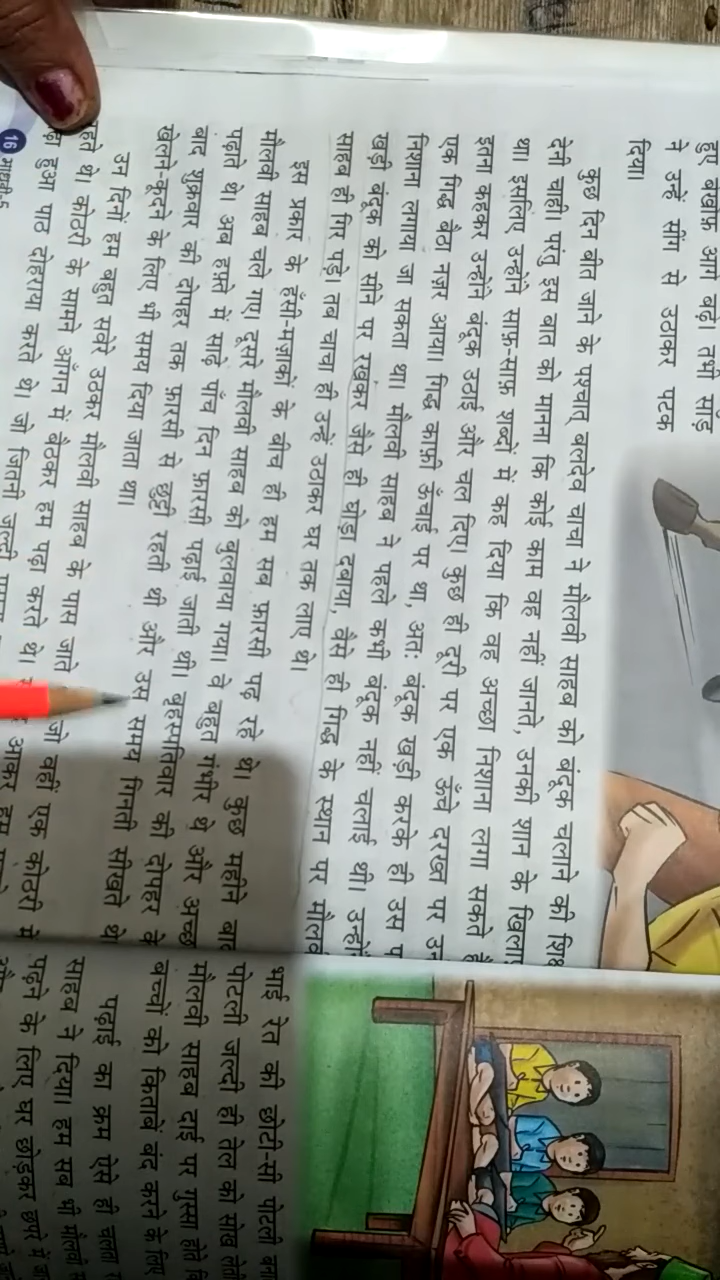 हुए बेखौफ़ आगे बढ़े। तभी साँड़
ने उन्हें सींग से उठाकर पटक
दिया।
कुछ दिन बीत जाने के पश्चात् बलदेव चाचा ने मौलवी साहब को बंदूक चलाने की
देनी चाही। परंतु इस बात को मानना कि कोई काम वह नहीं जानते, उनकी शान के
था। इसलिए उन्होंने साफ़-साफ़ शब्दों में कह दिया कि वह अच्छा निशाना लगा सकते
इतना कहकर उन्होंने बंदूक उठाई और चल दिए। कुछ ही दूरी पर एक ऊँचे दरख्त पर
एक गिद्ध बैठा नज़र आया। गिद्ध काफ़ी ऊँचाई पर था, अतः बंदूक खड़ी करके ही उस
निशाना लगाया जा सकता था। मौलवी साहब ने पहले कभी बंदूक नहीं चलाई थी। उन्होंने
खड़ी बंदूक को सीने पर रखकर जैसे ही घोड़ा दबाया, वैसे ही गिद्ध के स्थान पर
साहब ही गिर पड़े। तब चाचा ही उन्हें उठाकर घर तक लाए थे।
इस प्रकार के हँसी-मज़ाकों के बीच ही हम सब फ़ारसी पढ़ रहे थे। कुछ महीने
मौलवी साहब चले गए। दूसरे मौलवी साहब को बुलवाया गया। वे बहुत गंभीर थे और
पढ़ाते थे। अब हफ़्ते में साढ़े पाँच दिन फ़ारसी पढ़ाई जाती थी। बृहस्पतिवार की दोपहर के
बाद शुक्रवार की दोपहर तक फ़ारसी से छुट्टी रहती थी और उस समय गिनती सीखते
खेलने-कूदने के लिए भी समय दिया जाता था।
उन दिनों हम बहुत सवेरे उठकर मौलवी साहब के पास जाते जो वहीं एक कोठरी में
थे। कोठरी के सामने आँगन में बैठकर हम पढ़ा करते थे। आकर हम
हुआ पाठ दोहराया करते थे। जो जितनी जल्दी
16
भाई रेत की छोटी-सी पोटली
पोटली जल्दी ही तेल को सोख
मौलवी साहब दाई पर गुस्सा होते
बच्चों को किताबें बंद करने के लिए
पढ़ाई का क्रम ऐसे ही चलता
साहब ने दिया। हम सब भी मौलवी
पढ़ने के लिए घर छोड़कर छपरे में